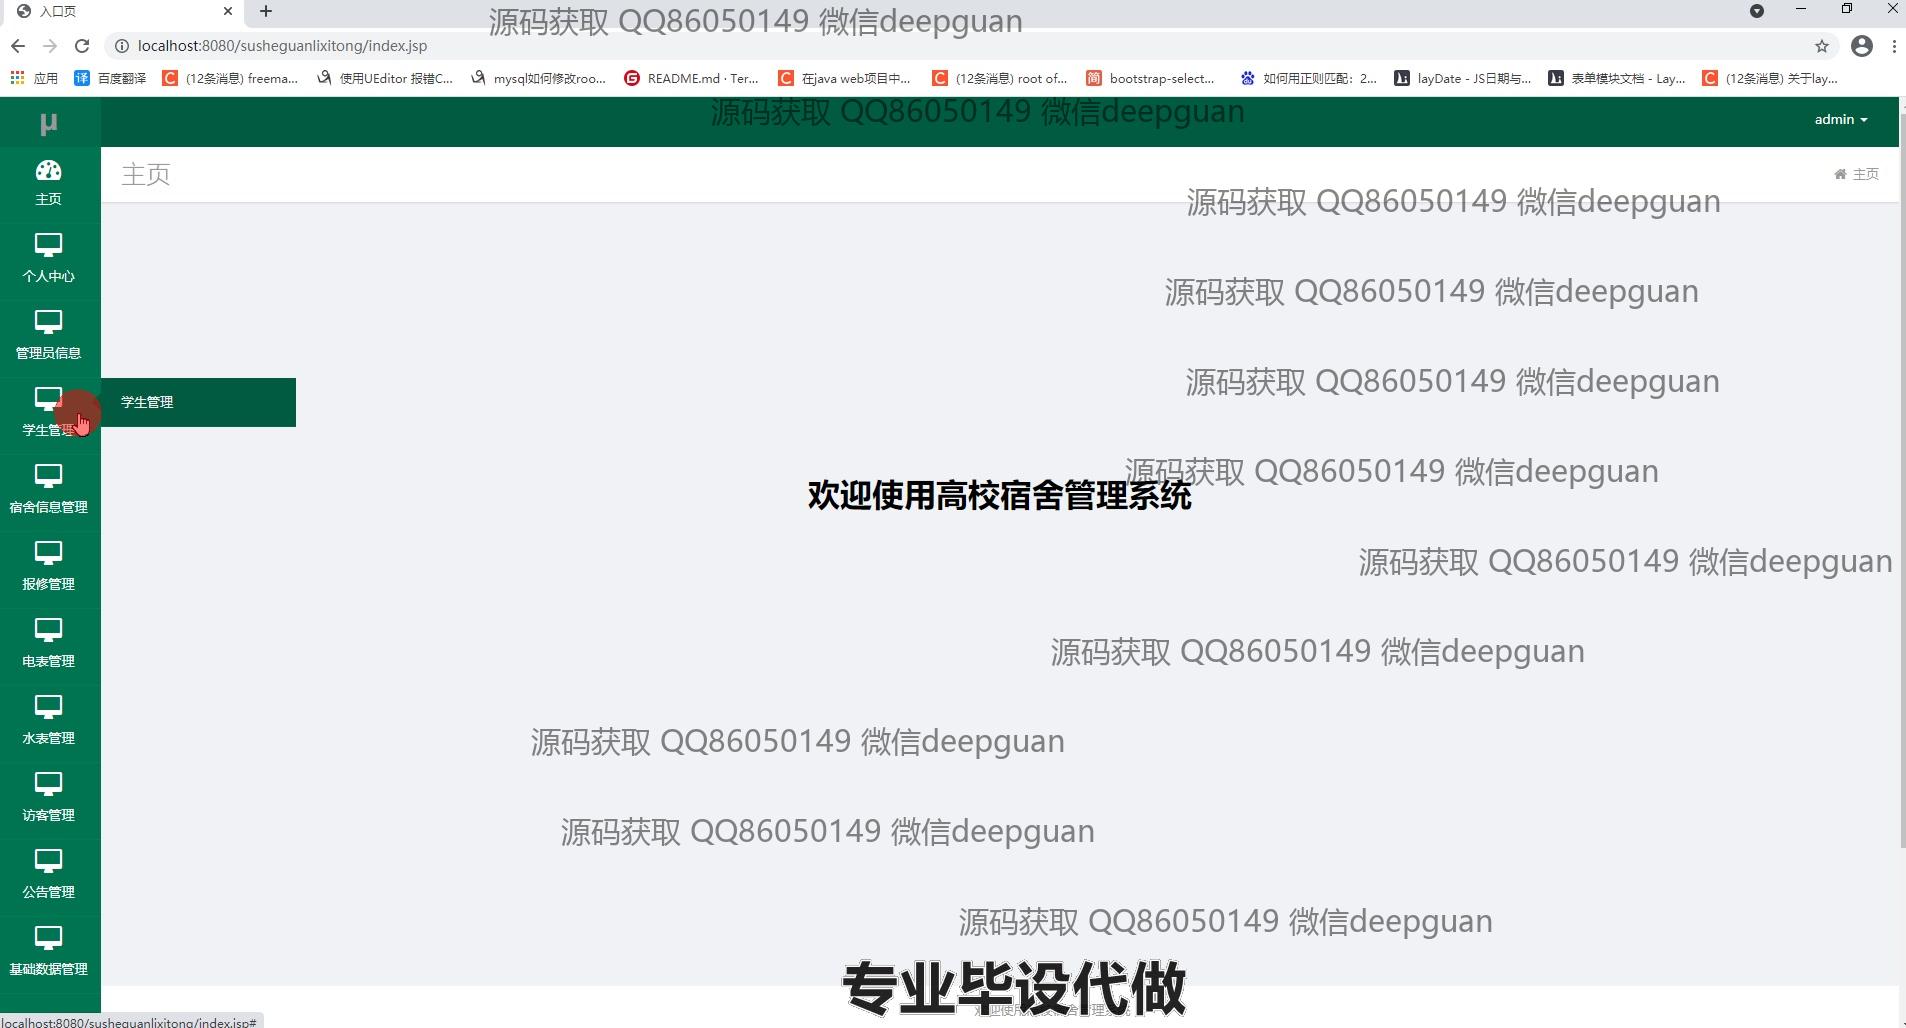 入口页
源码获取 QQ86050149 微信deepguan
localhost:8080/susheguanlixitong/index.jsp
应用
百度翻译
(12条消息) freema...
使用UEditor 报错C...
mysql如何修改roo...
README.md · Ter...
在java web项目中...
(12条消息) root of...
bootstrap-select...
如何用正则匹配：2...
layDate - JS日期与...
表单模块文档 - Lay...
(12条消息) 关于lay...
μ
源码获取 QQ86050149 微信deepguan
admin
主页
主页
主页
源码获取 QQ86050149 微信deepguan
个人中心
源码获取 QQ86050149 微信deepguan
管理员信息
源码获取 QQ86050149 微信deepguan
学生管理
学生管理
源码获取 QQ86050149 微信deepguan
欢迎使用高校宿舍管理系统
宿舍信息管理
源码获取 QQ86050149 微信deepguan
报修管理
源码获取 QQ86050149 微信deepguan
电表管理
源码获取 QQ86050149 微信deepguan
水表管理
访客管理
源码获取 QQ86050149 微信deepguan
公告管理
源码获取 QQ86050149 微信deepguan
基础数据管理
专业毕设代做
localhost:8080/susheguanlixitong/index.jsp#